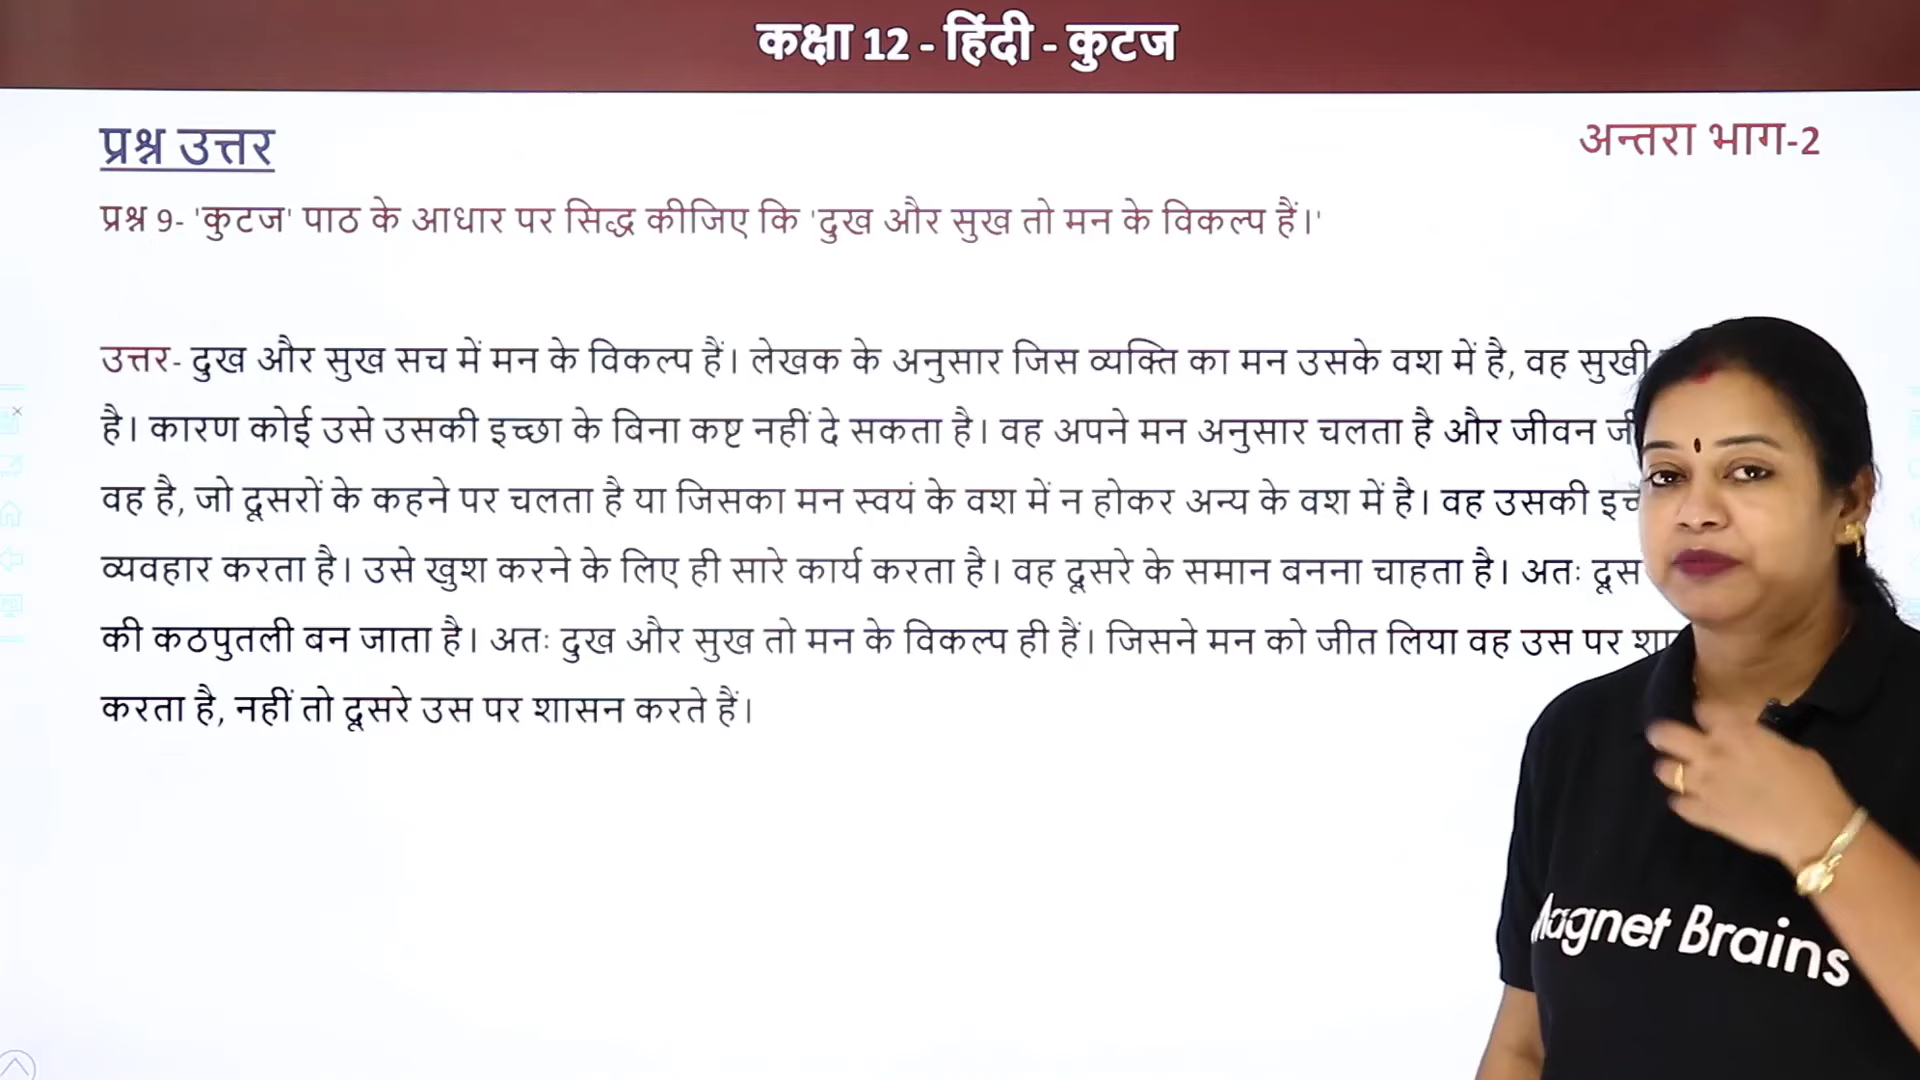 कक्षा 12 - हिंदी - कुटज
प्रश्न उत्तर
अन्तरा भाग-2
प्रश्न 9- 'कुटज' पाठ के आधार पर सिद्ध कीजिए कि 'दुख और सुख तो मन के विकल्प हैं।'
उत्तर- दुख और सुख सच में मन के विकल्प हैं। लेखक के अनुसार जिस व्यक्ति का मन उसके वश में है, वह सुखी
है। कारण कोई उसे उसकी इच्छा के बिना कष्ट नहीं दे सकता है। वह अपने मन अनुसार चलता है और जीवन
वह है, जो दूसरों के कहने पर चलता है या जिसका मन स्वयं के वश में न होकर अन्य के वश में है। वह उसकी
व्यवहार करता है। उसे खुश करने के लिए ही सारे कार्य करता है। वह दूसरे के समान बनना चाहता है। अतः
की कठपुतली बन जाता है। अतः दुख और सुख तो मन के विकल्प ही हैं। जिसने मन को जीत लिया वह उस पर
करता है, नहीं तो दूसरे उस पर शासन करते हैं।
Magnet Brains